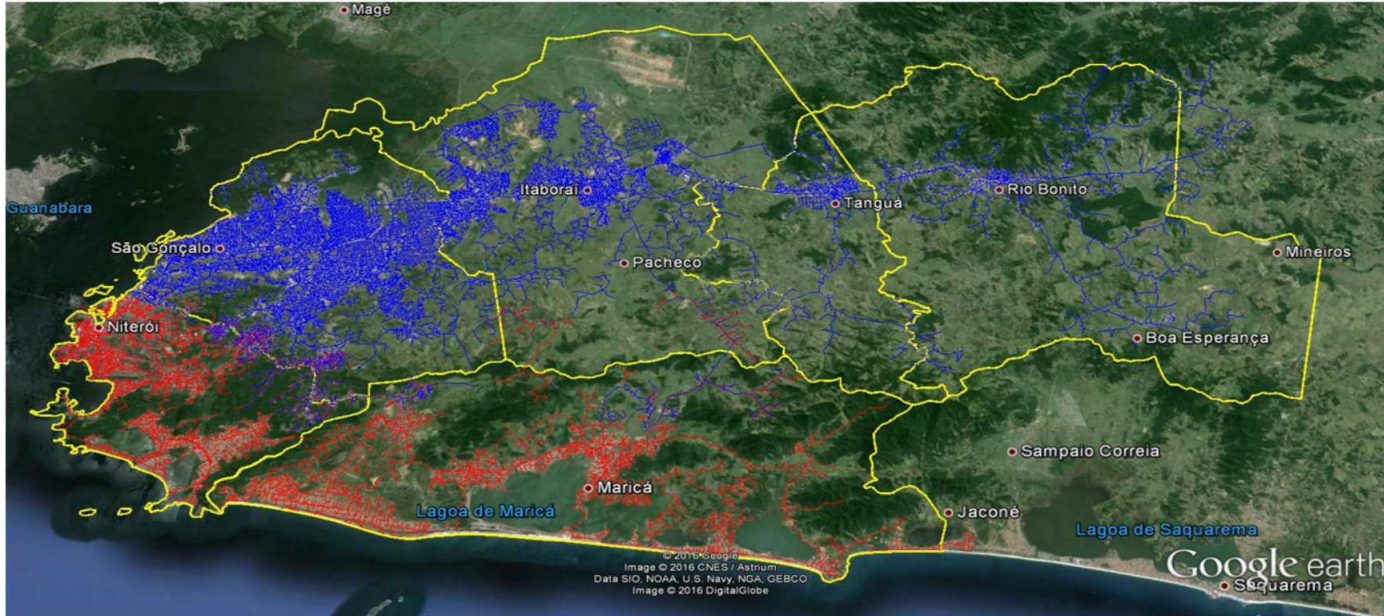 Magé
Itaboraí
Rio Bonito
Guanabara
Tanguá
São Gonçalo
Mineiros
Pacheco
Niterói
Boa Esperança
Sampaio Correia
Maricá
Lagoa de Maricá
Jaconé
Lagoa de Saquarema
© 2016 Google
Image © 2016 CNES / Astrium
Data SIO, NOAA, U.S. Navy, NGA, GEBCO
Image © 2016 DigitalGlobe
Google earth
Saquarema